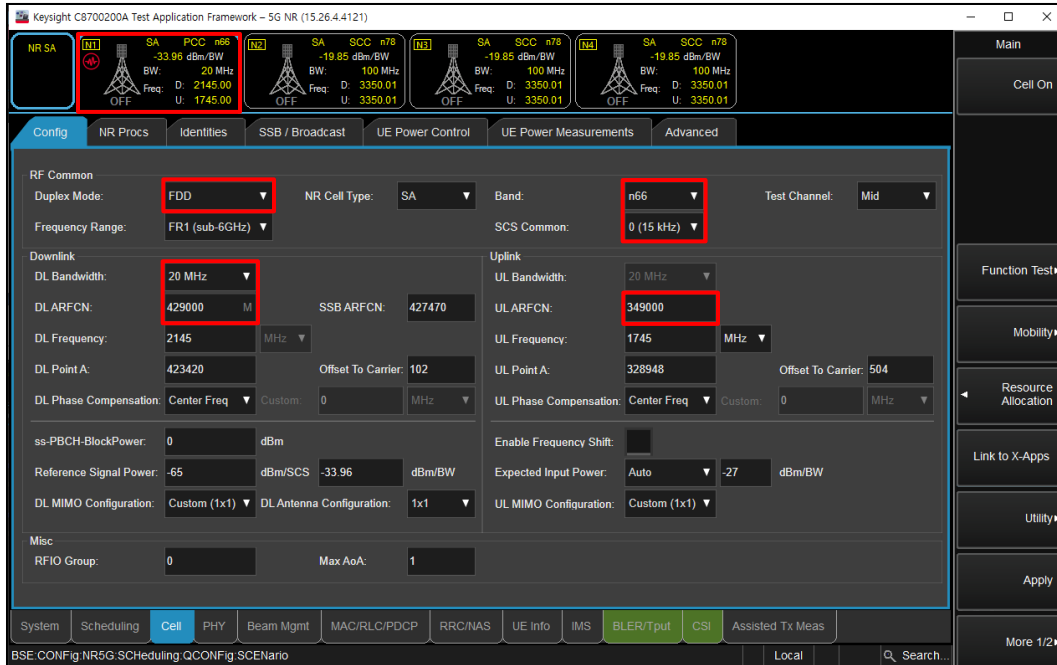 Keysight C8700200A Test Application Framework – 5G NR (15.26.4.4121)
NR SA
N1 SA PCC n66
-33.96 dBm/BW
BW: 20 MHz
Freq: D: 2145.00
U: 1745.00
OFF
N2 SA SCC n78
-19.85 dBm/BW
BW: 100 MHz
Freq: D: 3350.01
U: 3350.01
OFF
N3 SA SCC n78
-19.85 dBm/BW
BW: 100 MHz
Freq: D: 3350.01
U: 3350.01
OFF
N4 SA SCC n78
-19.85 dBm/BW
BW: 100 MHz
Freq: D: 3350.01
U: 3350.01
OFF
Config NR Procs Identities SSB / Broadcast UE Power Control UE Power Measurements Advanced
RF Common
Duplex Mode: FDD NR Cell Type: SA Band: n66 Test Channel: Mid
Frequency Range: FR1 (sub-6GHz) SCS Common: 0 (15 kHz)
Downlink
DL Bandwidth: 20 MHz
DL ARFCN: 429000 M SSB ARFCN: 427470
DL Frequency: 2145 MHz
DL Point A: 423420 Offset To Carrier: 102
DL Phase Compensation: Center Freq Custom: 0 MHz
ss-PBCH-BlockPower: 0 dBm
Reference Signal Power: -65 dBm/SCS -33.96 dBm/BW
DL MIMO Configuration: Custom (1x1) DL Antenna Configuration: 1x1
Uplink
UL Bandwidth: 20 MHz
UL ARFCN: 349000
UL Frequency: 1745 MHz
UL Point A: 328948 Offset To Carrier: 504
UL Phase Compensation: Center Freq Custom: 0 MHz
Enable Frequency Shift:
Expected Input Power: Auto -27 dBm/BW
UL MIMO Configuration: Custom (1x1)
Misc
RFIO Group: 0 Max AoA: 1
System Scheduling Cell PHY Beam Mgmt MAC/RLC/PDCP RRC/NAS UE Info IMS BLER/Tput CSI Assisted Tx Meas
BSE:CONFig:NR5G:SCHeduling:QCONFig:SCENario Local Search...
Main
Cell On
Function Test
Mobility
Resource
Allocation
Link to X-Apps
Utility
Apply
More 1/2